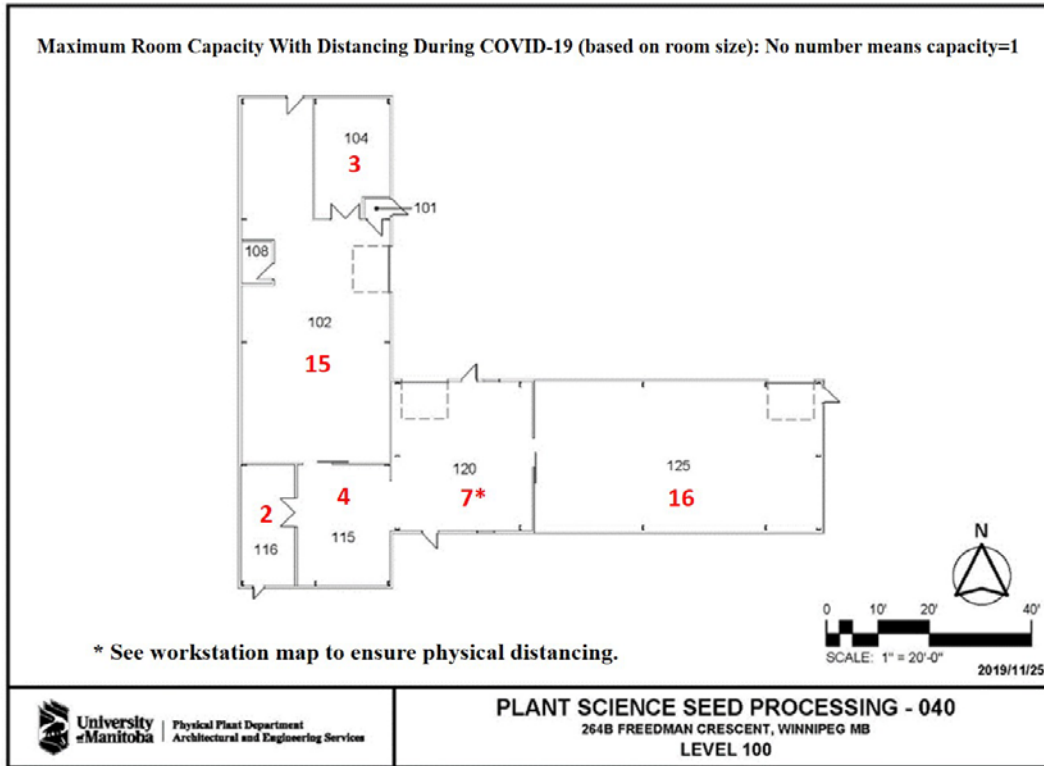 Maximum Room Capacity With Distancing During COVID-19 (based on room size): No number means capacity=1
104
3
101
108
102
15
120
7*
125
16
4
115
2
116
N
0 10' 20' 40'
SCALE: 1" = 20'-0"
2019/11/25
* See workstation map to ensure physical distancing.
University
of Manitoba
Physical Plant Department
Architectural and Engineering Services
PLANT SCIENCE SEED PROCESSING - 040
264B FREEDMAN CRESCENT, WINNIPEG MB
LEVEL 100